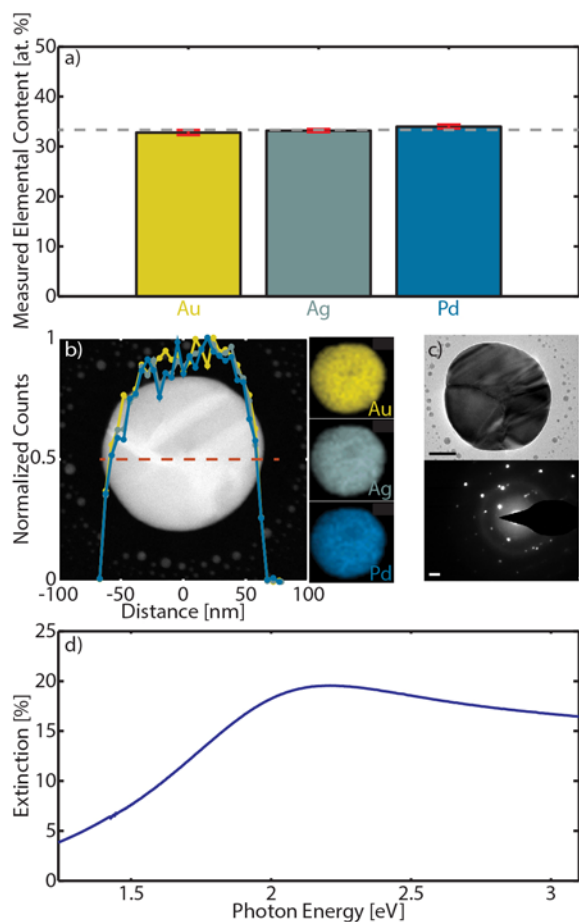 Measured Elemental Content [at. %]
50
40
30
20
10
0
a)
Au
Ag
Pd
Normalized Counts
1
0.5
0
b)
-100
-50
0
50
100
Distance [nm]
Au
Ag
Pd
c)
Extinction [%]
25
20
15
10
5
0
d)
1.5
2
2.5
3
Photon Energy [eV]